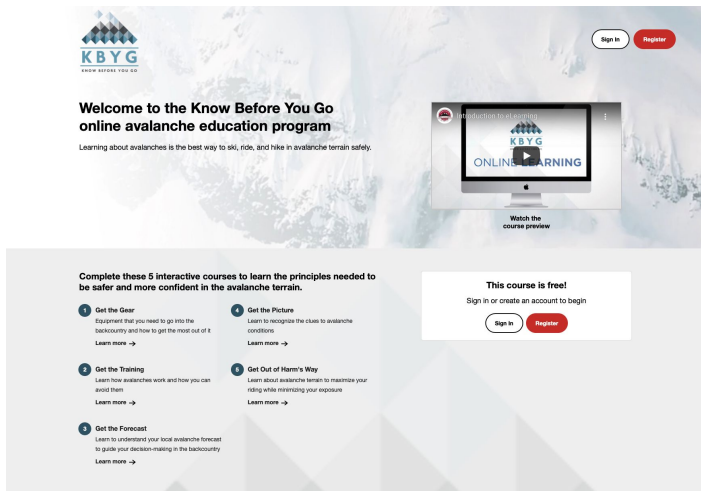 KBYG
KNOW BEFORE YOU GO
Sign In
Register
Welcome to the Know Before You Go
online avalanche education program
Learning about avalanches is the best way to ski, ride, and hike in avalanche terrain safely.
Introduction to eLearning
KBYG
ONLINE LEARNING
Watch the
course preview
Complete these 5 interactive courses to learn the principles needed to
be safer and more confident in the avalanche terrain.
1 Get the Gear
Equipment that you need to go into the
backcountry and how to get the most out of it
Learn more →
2 Get the Training
Learn how avalanches work and how you can
avoid them
Learn more →
3 Get the Forecast
Learn to understand your local avalanche forecast
to guide your decision-making in the backcountry
Learn more →
4 Get the Picture
Learn to recognize the clues to avalanche
conditions
Learn more →
5 Get Out of Harm's Way
Learn about avalanche terrain to maximize your
riding while minimizing your exposure
Learn more →
This course is free!
Sign in or create an account to begin
Sign In
Register